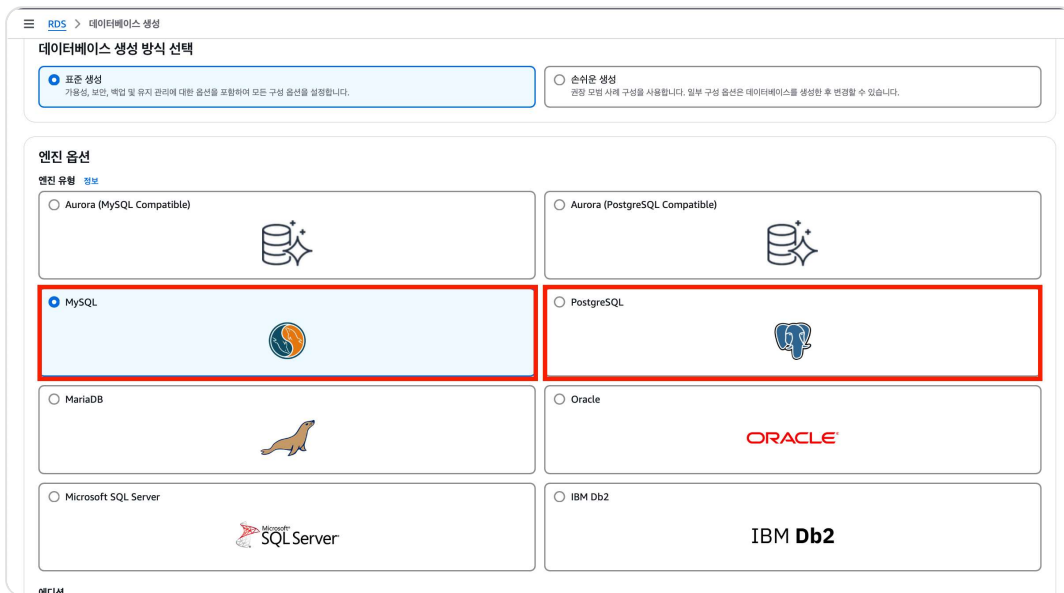 RDS > 데이터베이스 생성
데이터베이스 생성 방식 선택
표준 생성
가용성, 보안, 백업 및 유지 관리에 대한 옵션을 포함하여 모든 구성 옵션을 설정합니다.
손쉬운 생성
권장 모범 사례 구성을 사용합니다. 일부 구성 옵션은 데이터베이스를 생성한 후 변경할 수 있습니다.
엔진 옵션
엔진 유형 정보
Aurora (MySQL Compatible)
Aurora (PostgreSQL Compatible)
MySQL
PostgreSQL
MariaDB
Oracle
ORACLE
Microsoft SQL Server
Microsoft
SQL Server
IBM Db2
IBM Db2
에디션